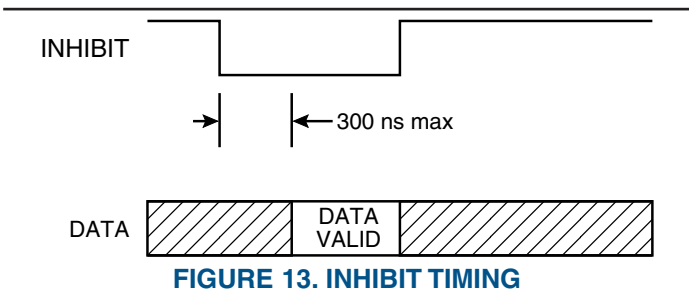 INHIBIT
300 ns max
DATA
DATA
VALID
FIGURE 13. INHIBIT TIMING